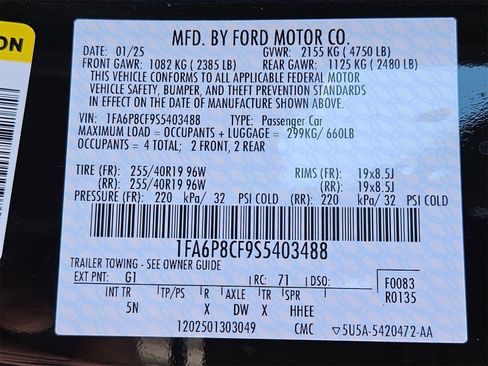 ON
MFD. BY FORD MOTOR CO.
DATE: 01/25 GVWR: 2155 KG ( 4750 LB)
FRONT GAWR: 1082 KG ( 2385 LB) REAR GAWR: 1125 KG ( 2480 LB)
THIS VEHICLE CONFORMS TO ALL APPLICABLE FEDERAL MOTOR
VEHICLE SAFETY, BUMPER, AND THEFT PREVENTION STANDARDS
IN EFFECT ON THE DATE OF MANUFACTURE SHOWN ABOVE.
VIN: 1FA6P8CF9S5403488 TYPE: Passenger Car
MAXIMUM LOAD = OCCUPANTS + LUGGAGE = 299KG/ 660LB
OCCUPANTS = 4 TOTAL; 2 FRONT, 2 REAR
TIRE (FR): 255/40R19 96W RIMS (FR): 19x8.5J
(RR): 255/40R19 96W (RR): 19x8.5J
PRESSURE (FR): 220 kPa/ 32 PSI COLD (RR): 220 kPa/ 32 PSI COLD
1FA6P8CF9S5403488
TRAILER TOWING - SEE OWNER GUIDE
EXT PNT: G1 RC: 71 DSO: F0083
R0135
INT TR TP/PS R AXLE TR SPR
5N X DW X HHEE
1202501303049 CMC ▽5U5A-5420472-AA